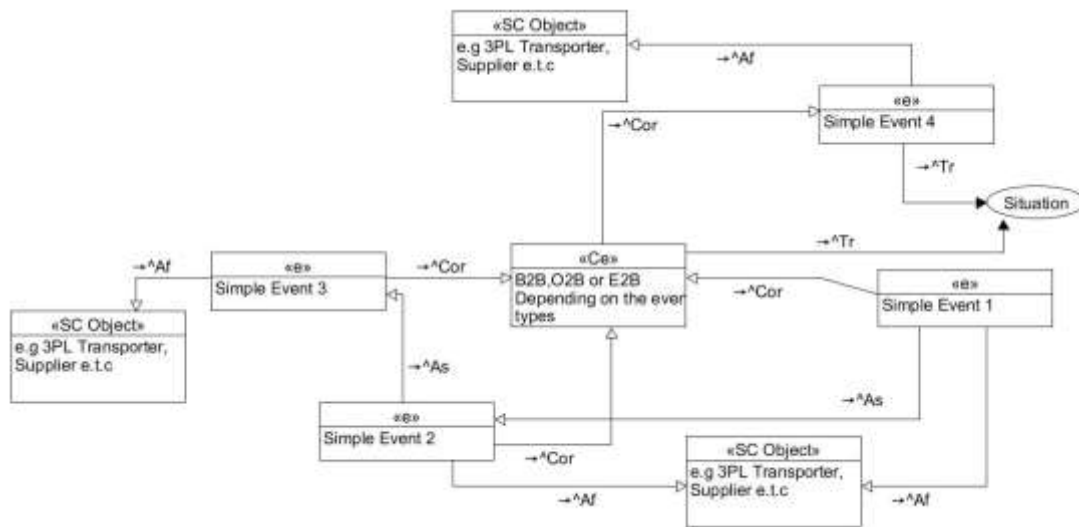 «SC Object»
e.g 3PL Transporter,
Supplier e.t.c
→^Af
«e»
Simple Event 4
→^Cor
→^Tr
Situation
«Ce»
B2B,O2B or E2B
Depending on the ever
types
→^Tr
→^Af
«e»
Simple Event 3
→^Cor
→^Cor
«e»
Simple Event 1
«SC Object»
e.g 3PL Transporter,
Supplier e.t.c
→^As
«e»
Simple Event 2
→^As
→^Cor
«SC Object»
e.g 3PL Transporter,
Supplier e.t.c
→^Af
→^Af